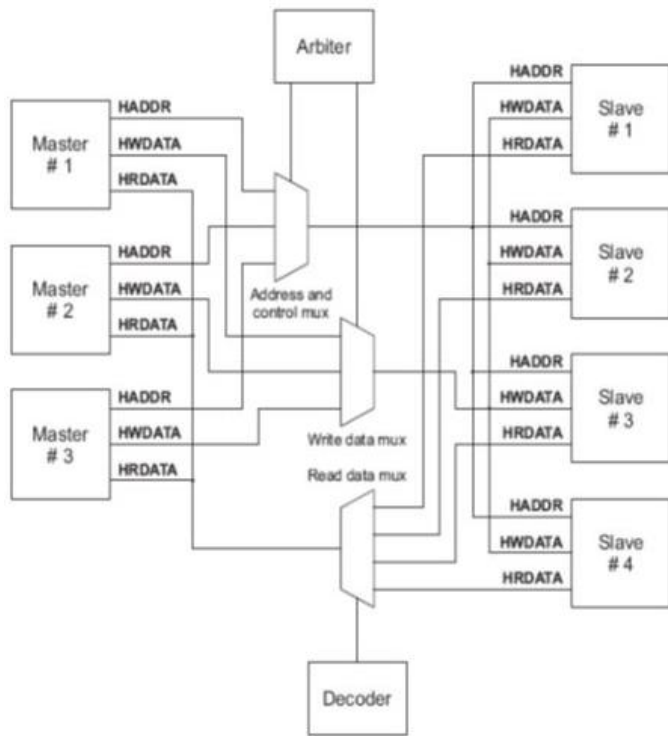 Arbiter
Master
# 1
HADDR
HWDATA
HRDATA
Master
# 2
HADDR
HWDATA
HRDATA
Master
# 3
HADDR
HWDATA
HRDATA
Address and
control mux
Write data mux
Read data mux
Decoder
HADDR
HWDATA
HRDATA
Slave
# 1
HADDR
HWDATA
HRDATA
Slave
# 2
HADDR
HWDATA
HRDATA
Slave
# 3
HADDR
HWDATA
HRDATA
Slave
# 4